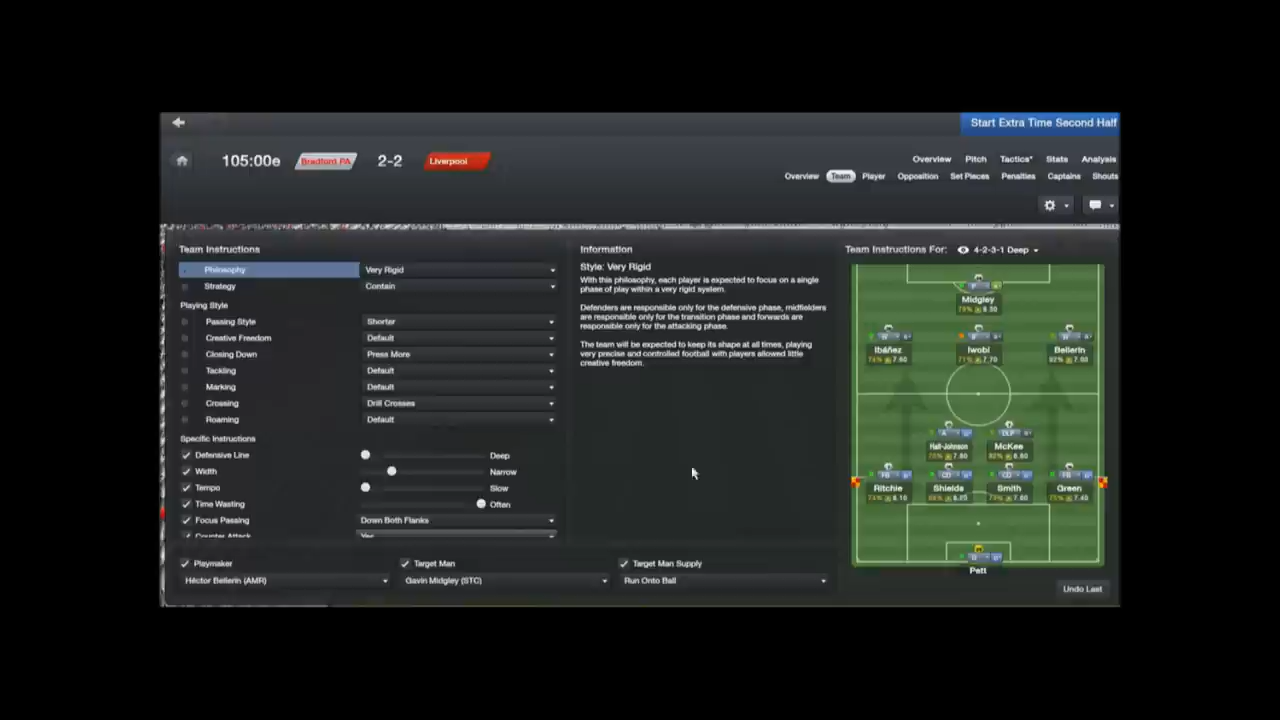 Start Extra Time Second Half
105:00e Bradford PA 2-2 Liverpool
Overview Pitch Tactics* Stats Analysis
Overview Team Player Opposition Set Pieces Penalties Captains Shouts
Team Instructions
Philosophy Very Rigid
Strategy Contain
Playing Style
Passing Style Shorter
Creative Freedom Default
Closing Down Press More
Tackling Default
Marking Default
Crossing Drill Crosses
Roaming Default
Specific Instructions
Defensive Line Deep
Width Narrow
Tempo Slow
Time Wasting Often
Focus Passing Down Both Flanks
Counter Attack Yes
Playmaker Target Man Target Man Supply
Héctor Bellerín (AMR) Gavin Midgley (STC) Run Onto Ball
Information
Style: Very Rigid
With this philosophy, each player is expected to focus on a single
phase of play within a very rigid system.
Defenders are responsible only for the defensive phase, midfielders
are responsible only for the transition phase and forwards are
responsible only for the attacking phase.
The team will be expected to keep its shape at all times, playing
very precise and controlled football with players allowed little
creative freedom.
Team Instructions For: 4-2-3-1 Deep
Midgley
Ibáñez Iwobi Bellerín
Hall-Johnson McKee
Ritchie Shields Smith Green
Pett
Undo Last